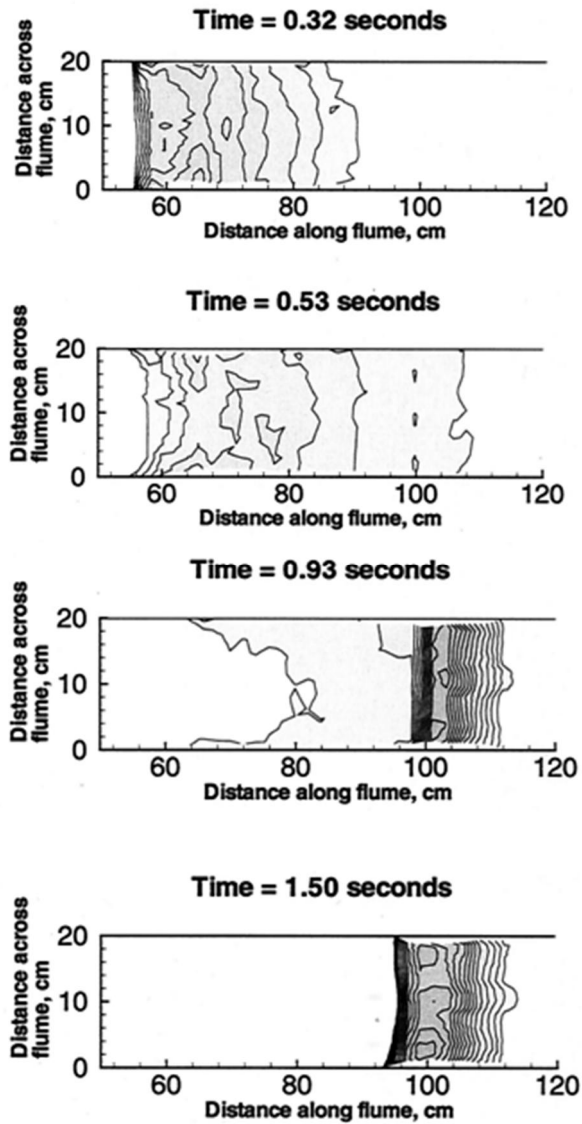 Time = 0.32 seconds
Distance across
flume, cm
20
10
0
60
80
100
120
Distance along flume, cm
Time = 0.53 seconds
Distance across
flume, cm
20
10
0
60
80
100
120
Distance along flume, cm
Time = 0.93 seconds
Distance across
flume, cm
20
10
0
60
80
100
120
Distance along flume, cm
Time = 1.50 seconds
Distance across
flume, cm
20
10
0
60
80
100
120
Distance along flume, cm